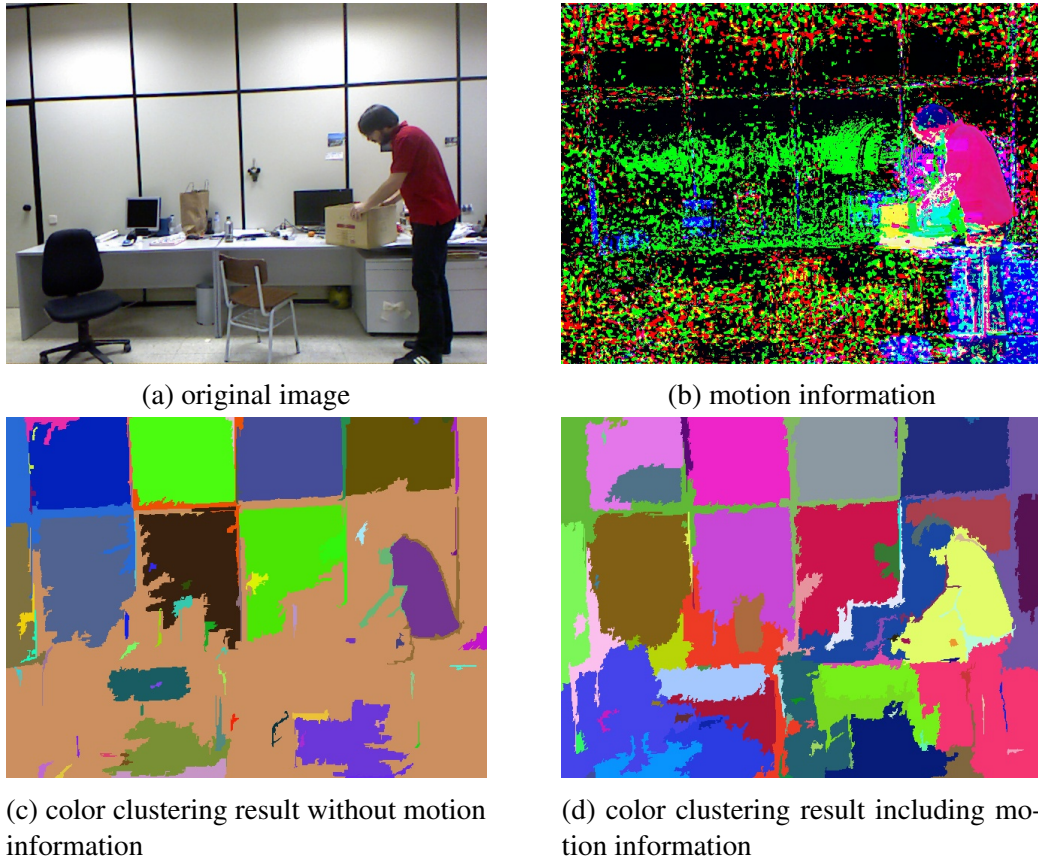 (a) original image
(b) motion information
(c) color clustering result without motion
information
(d) color clustering result including mo-
tion information